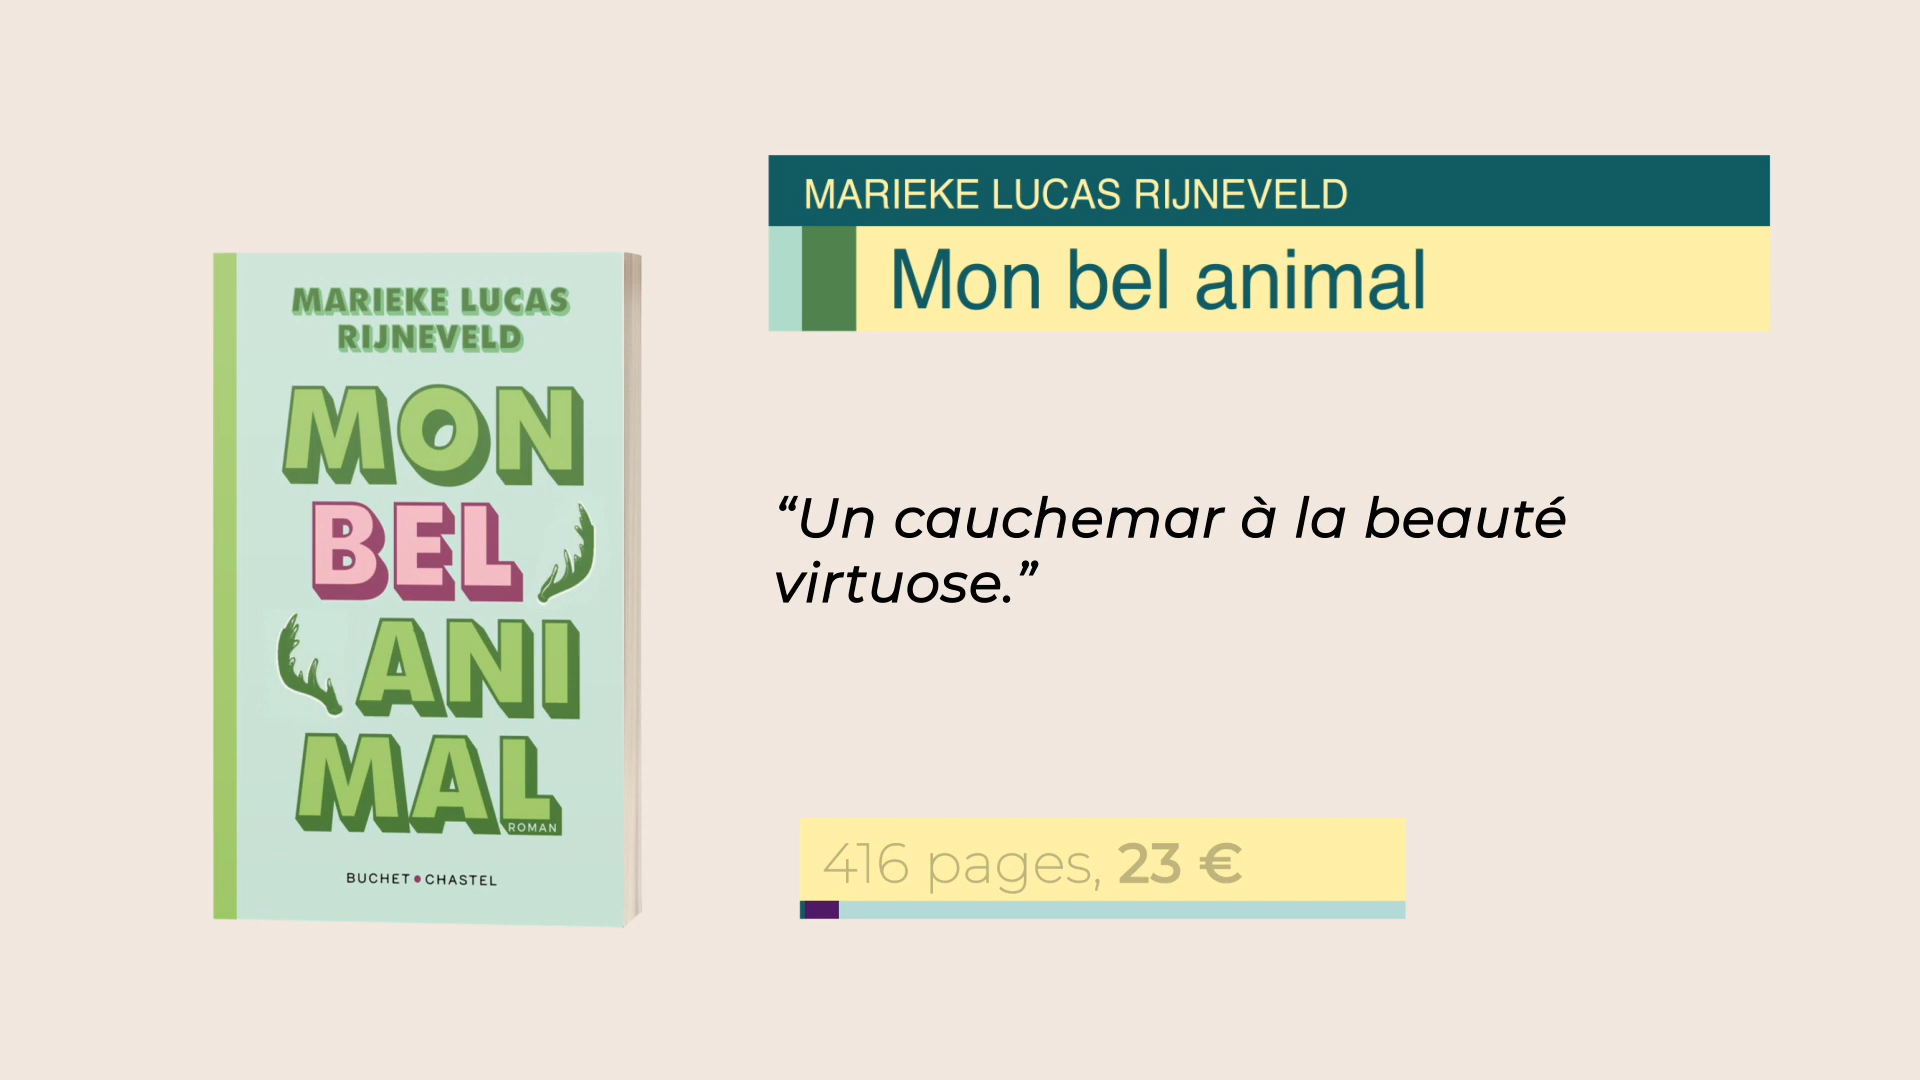 MARIEKE LUCAS
RIJNEVELD
MON
BEL
ANI
MAL
ROMAN
BUCHET•CHASTEL
MARIEKE LUCAS RIJNEVELD
Mon bel animal
“Un cauchemar à la beauté
virtuose.”
416 pages, 23 €